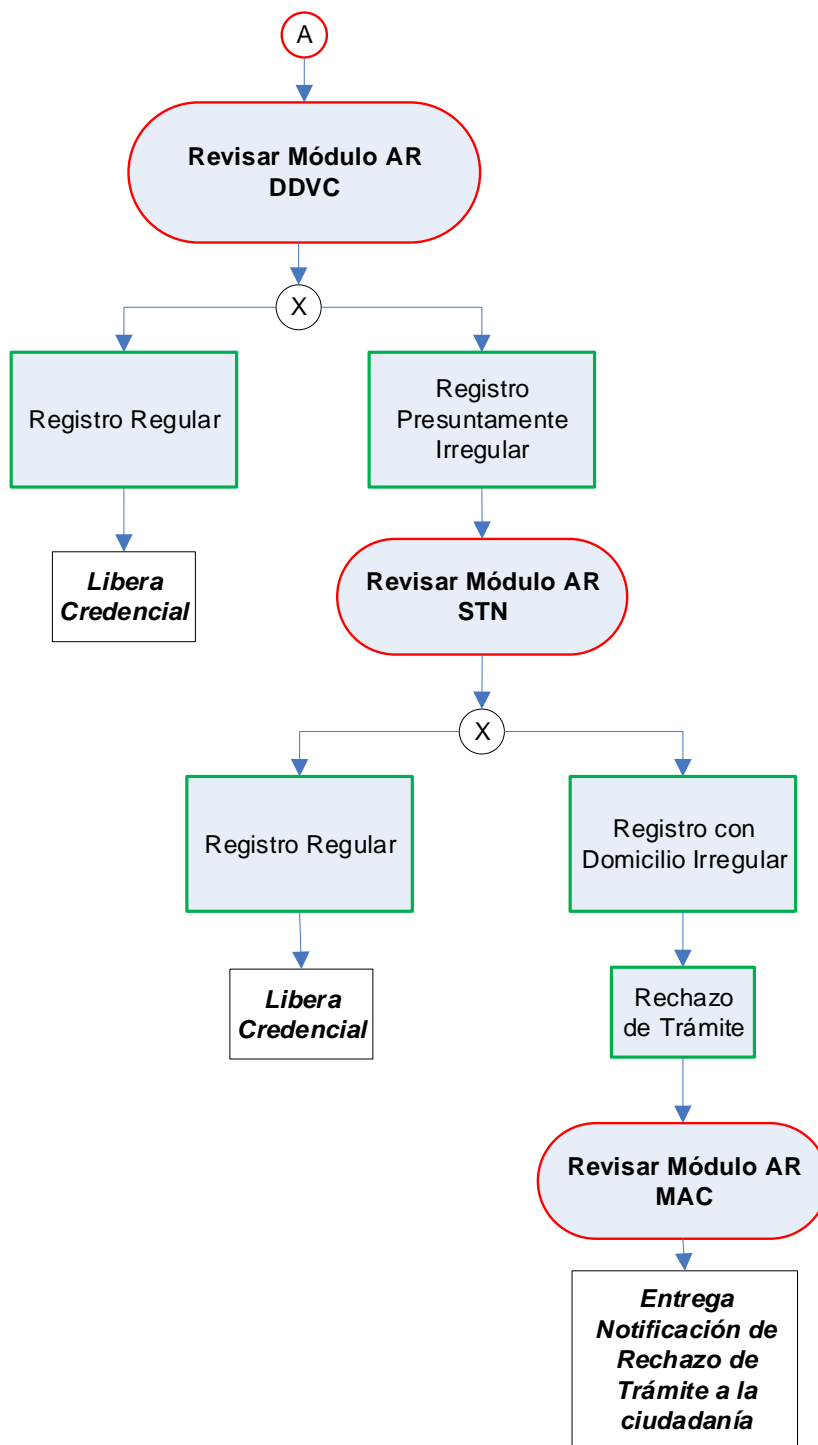 A
Revisar Módulo AR
DDVC
X
Registro Regular
Registro
Presuntamente
Irregular
Libera
Credencial
Revisar Módulo AR
STN
X
Registro Regular
Registro con
Domicilio Irregular
Libera
Credencial
Rechazo
de Trámite
Revisar Módulo AR
MAC
Entrega
Notificación de
Rechazo de
Trámite a la
ciudadanía